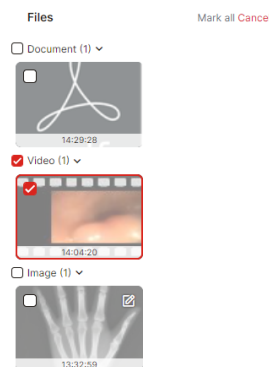 Files
Mark all Cance
Document (1)
14:29:28
Video (1)
14:04:20
Image (1)
13:32:59